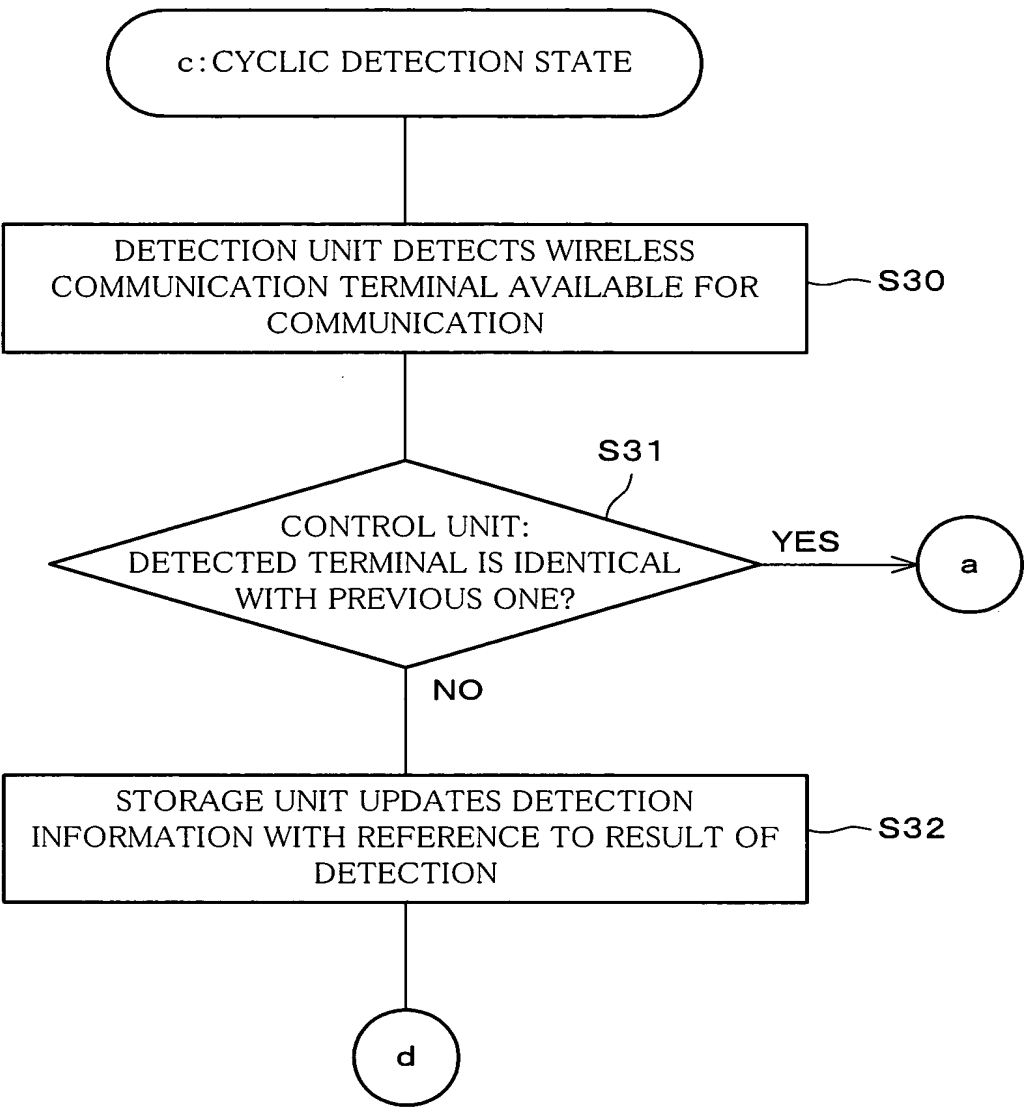 c:CYCLIC DETECTION STATE
DETECTION UNIT DETECTS WIRELESS
COMMUNICATION TERMINAL AVAILABLE FOR
COMMUNICATION
S30
S31
CONTROL UNIT:
DETECTED TERMINAL IS IDENTICAL
WITH PREVIOUS ONE?
YES
a
NO
STORAGE UNIT UPDATES DETECTION
INFORMATION WITH REFERENCE TO RESULT OF
DETECTION
S32
d